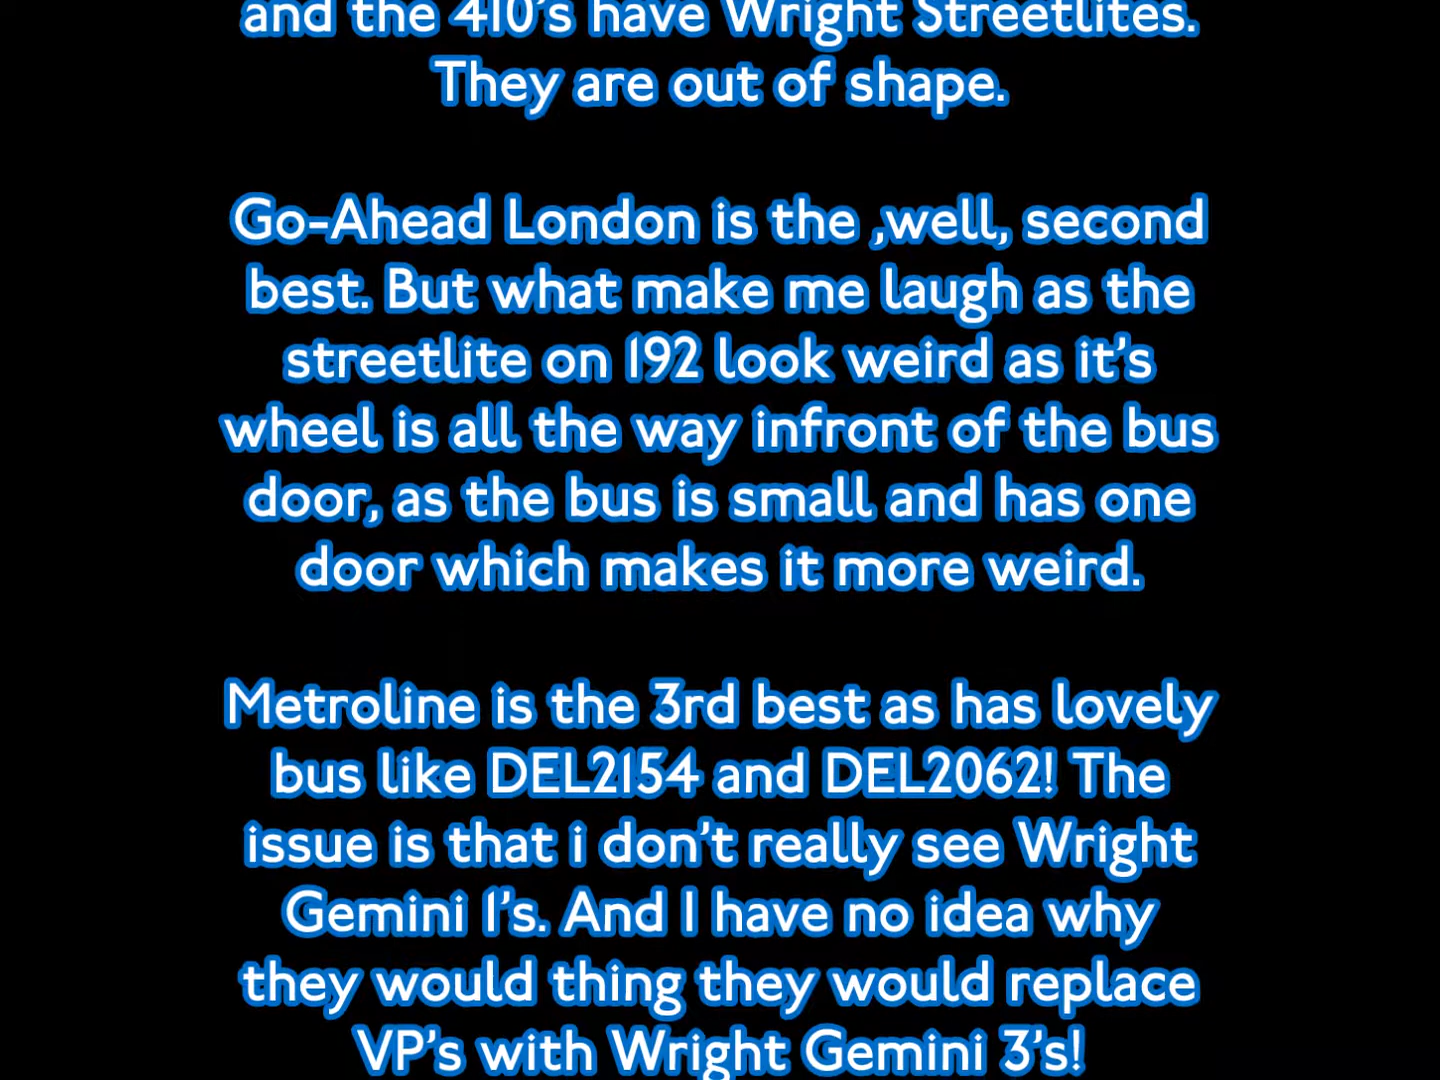 and the 410's have Wright Streetlites.
They are out of shape.
Go-Ahead London is the ,well, second
best. But what make me laugh as the
streetlite on 192 look weird as it's
wheel is all the way infront of the bus
door, as the bus is small and has one
door which makes it more weird.
Metroline is the 3rd best as has lovely
bus like DEL2154 and DEL2062! The
issue is that i don't really see Wright
Gemini 1's. And I have no idea why
they would thing they would replace
VP's with Wright Gemini 3's!